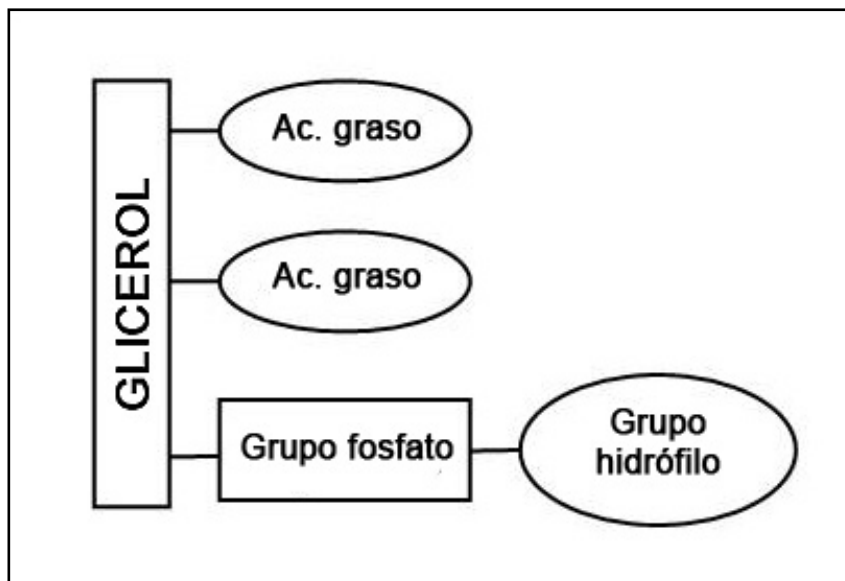 GLICEROL
Ac. graso
Ac. graso
Grupo fosfato
Grupo
hidrófilo